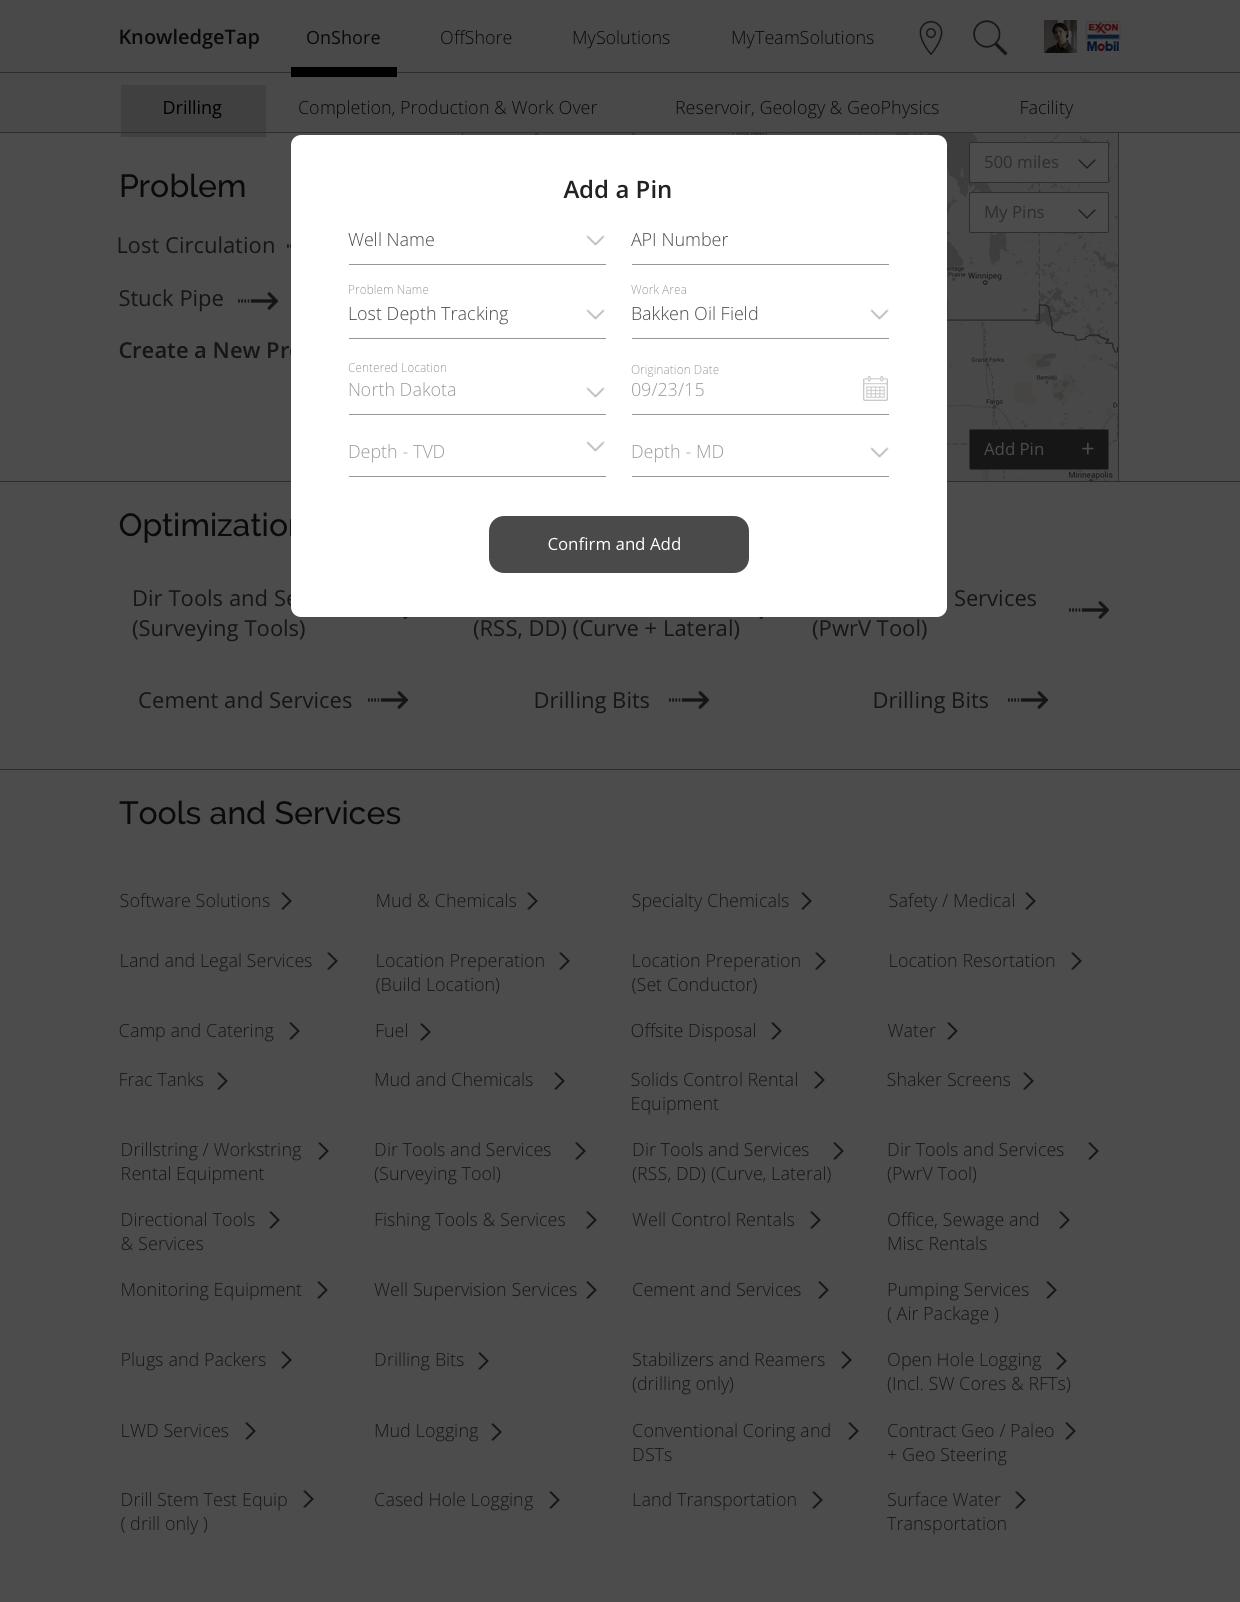 KnowledgeTap OnShore OffShore MySolutions MyTeamSolutions EXXON
Mobil
Drilling Completion, Production & Work Over Reservoir, Geology & GeoPhysics Facility
Problem
500 miles
My Pins
Lost Circulation
Stuck Pipe
Create a New Pr
Winnipeg
Grand Forks
Bemidji
Fargo
Add Pin +
Minneapolis
Add a Pin
Well Name API Number
Problem Name Work Area
Lost Depth Tracking Bakken Oil Field
Centered Location Origination Date
North Dakota 09/23/15
Depth - TVD Depth - MD
Confirm and Add
Optimization
Dir Tools and Se Services
(Surveying Tools) (RSS, DD) (Curve + Lateral) (PwrV Tool)
Cement and Services Drilling Bits Drilling Bits
Tools and Services
Software Solutions Mud & Chemicals Specialty Chemicals Safety / Medical
Land and Legal Services Location Preperation Location Preperation Location Resortation
(Build Location) (Set Conductor)
Camp and Catering Fuel Offsite Disposal Water
Frac Tanks Mud and Chemicals Solids Control Rental Shaker Screens
Equipment
Drillstring / Workstring Dir Tools and Services Dir Tools and Services Dir Tools and Services
Rental Equipment (Surveying Tool) (RSS, DD) (Curve, Lateral) (PwrV Tool)
Directional Tools Fishing Tools & Services Well Control Rentals Office, Sewage and
& Services Misc Rentals
Monitoring Equipment Well Supervision Services Cement and Services Pumping Services
( Air Package )
Plugs and Packers Drilling Bits Stabilizers and Reamers Open Hole Logging
(drilling only) (Incl. SW Cores & RFTs)
LWD Services Mud Logging Conventional Coring and Contract Geo / Paleo
DSTs + Geo Steering
Drill Stem Test Equip Cased Hole Logging Land Transportation Surface Water
( drill only ) Transportation